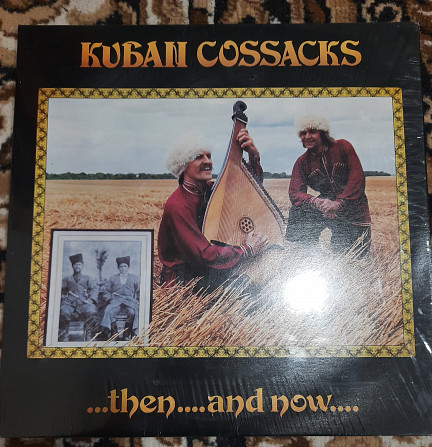 KUBAN COSSACKS
...then....and now....